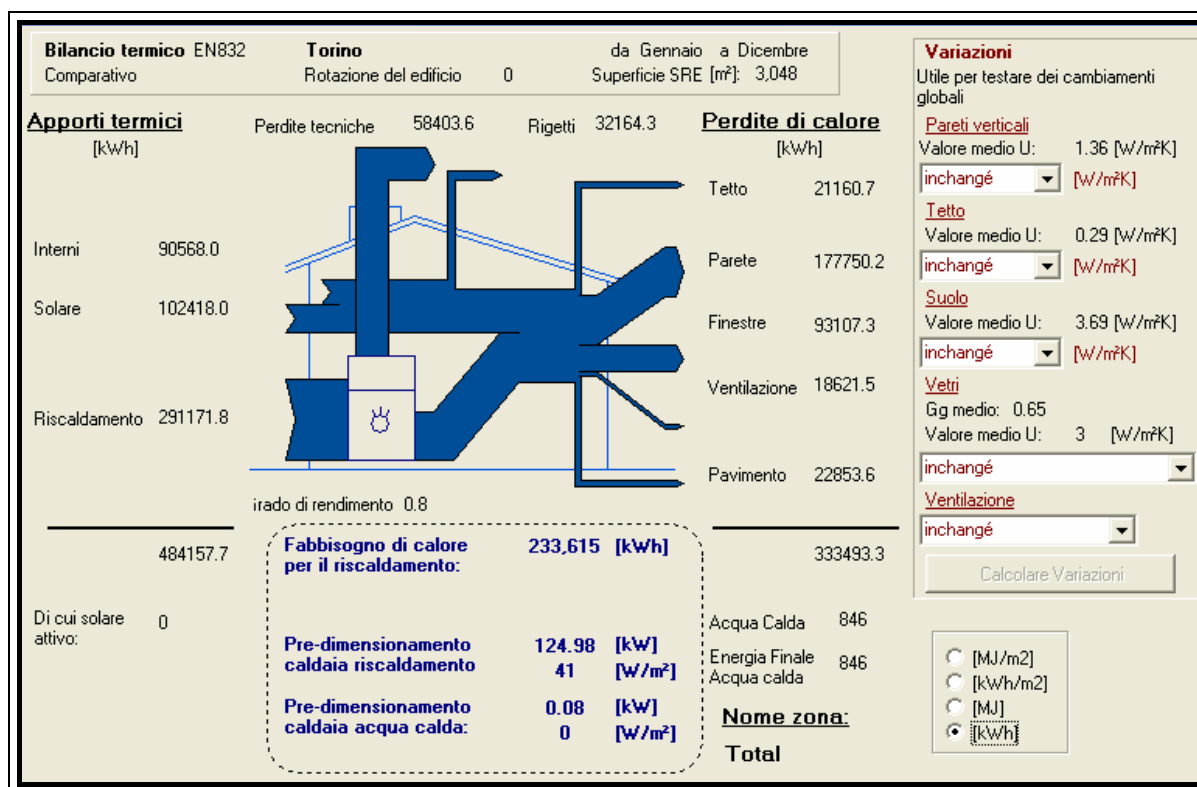 Bilancio termico EN832 Torino da Gennaio a Dicembre
Comparativo Rotazione del edificio 0 Superficie SRE [m²]: 3,048
Apporti termici
[kWh]
Perdite tecniche 58403.6 Rigetti 32164.3
Perdite di calore
[kWh]
Interni 90568.0
Solare 102418.0
Riscaldamento 291171.8
Tetto 21160.7
Parete 177750.2
Finestre 93107.3
Ventilazione 18621.5
Pavimento 22853.6
irado di rendimento 0.8
484157.7
333493.3
Fabbisogno di calore 233,615 [kWh]
per il riscaldamento:
Di cui solare 0
attivo:
Pre-dimensionamento 124.98 [kW]
caldaia riscaldamento 41 [W/m²]
Pre-dimensionamento 0.08 [kW]
caldaia acqua calda: 0 [W/m²]
Acqua Calda 846
Energia Finale 846
Acqua calda
Nome zona:
Total
Variazioni
Utile per testare dei cambiamenti
globali
Pareti verticali
Valore medio U: 1.36 [W/m²K]
inchangé [W/m²K]
Tetto
Valore medio U: 0.29 [W/m²K]
inchangé [W/m²K]
Suolo
Valore medio U: 3.69 [W/m²K]
inchangé [W/m²K]
Vetri
Gg medio: 0.65
Valore medio U: 3 [W/m²K]
inchangé
Ventilazione
inchangé
Calcolare Variazioni
[MJ/m2]
[kWh/m2]
[MJ]
[kWh]